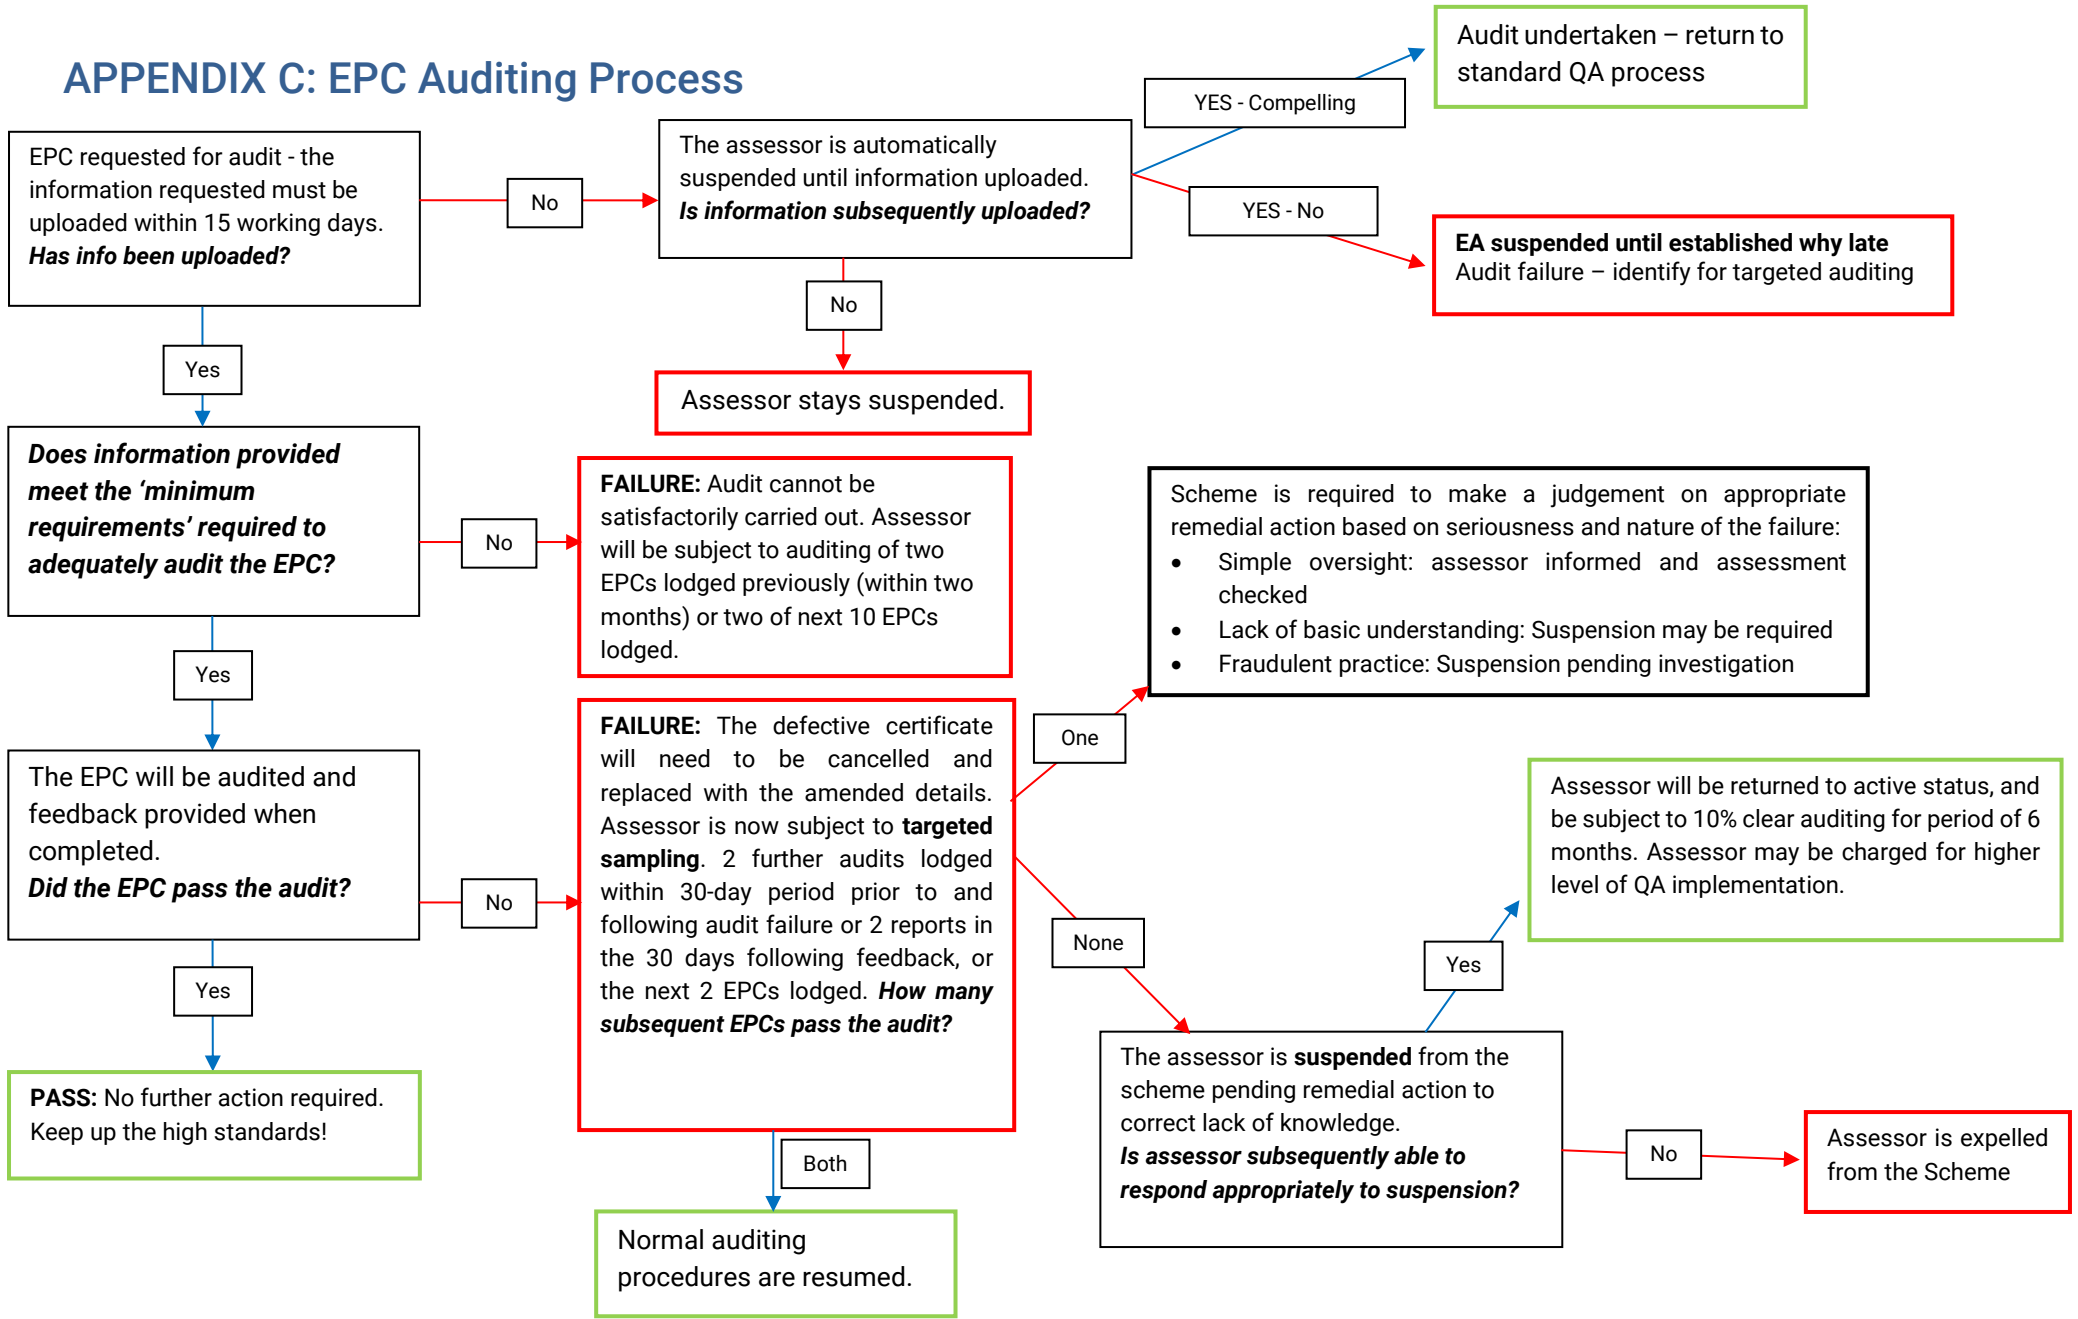 APPENDIX C: EPC Auditing Process
EPC requested for audit - the
information requested must be
uploaded within 15 working days.
Has info been uploaded?
No
The assessor is automatically
suspended until information uploaded.
Is information subsequently uploaded?
YES - Compelling
Audit undertaken – return to
standard QA process
YES - No
EA suspended until established why late
Audit failure – identify for targeted auditing
No
Assessor stays suspended.
Yes
Does information provided
meet the ‘minimum
requirements’ required to
adequately audit the EPC?
No
FAILURE: Audit cannot be
satisfactorily carried out. Assessor
will be subject to auditing of two
EPCs lodged previously (within two
months) or two of next 10 EPCs
lodged.
Yes
The EPC will be audited and
feedback provided when
completed.
Did the EPC pass the audit?
No
FAILURE: The defective certificate
will need to be cancelled and
replaced with the amended details.
Assessor is now subject to targeted
sampling. 2 further audits lodged
within 30-day period prior to and
following audit failure or 2 reports in
the 30 days following feedback, or
the next 2 EPCs lodged. How many
subsequent EPCs pass the audit?
One
Scheme is required to make a judgement on appropriate
remedial action based on seriousness and nature of the failure:
• Simple oversight: assessor informed and assessment
checked
• Lack of basic understanding: Suspension may be required
• Fraudulent practice: Suspension pending investigation
None
The assessor is suspended from the
scheme pending remedial action to
correct lack of knowledge.
Is assessor subsequently able to
respond appropriately to suspension?
Yes
Assessor will be returned to active status, and
be subject to 10% clear auditing for period of 6
months. Assessor may be charged for higher
level of QA implementation.
No
Assessor is expelled
from the Scheme
Both
Normal auditing
procedures are resumed.
Yes
PASS: No further action required.
Keep up the high standards!